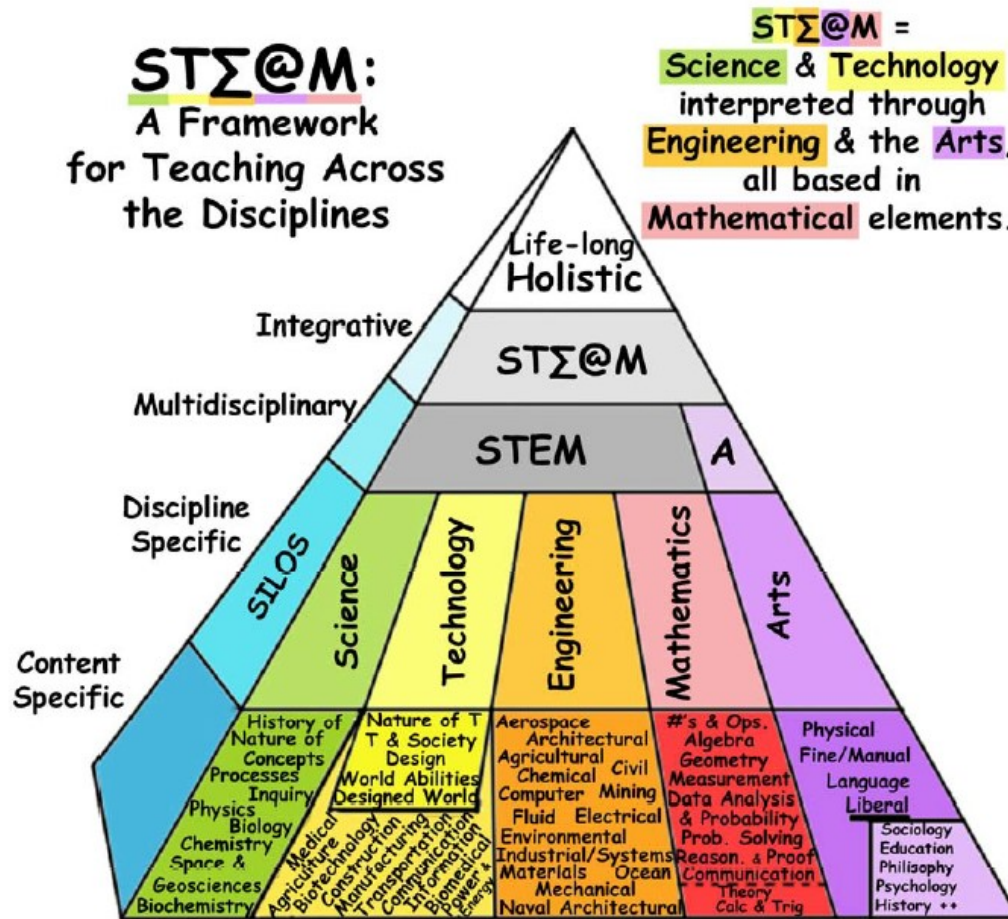 STΣ@M:
A Framework
for Teaching Across
the Disciplines
STΣ@M =
Science & Technology
interpreted through
Engineering & the Arts,
all based in
Mathematical elements.
Life-long
Holistic
Integrative
STΣ@M
Multidisciplinary
STEM
A
Discipline
Specific
SILOS
Science
Technology
Engineering
Mathematics
Arts
Content
Specific
History of
Nature of
Concepts
Processes
Inquiry
Physics
Biology
Chemistry
Space &
Geosciences
Biochemistry
Nature of T
T & Society
Design
World Abilities
Designed World
Agriculture
Medical
Biotechnology
Construction
Manufacturing
Transportation
Communication
Information
Biomedical
Power &
Energy
Aerospace
Architectural
Agricultural
Chemical Civil
Computer Mining
Fluid Electrical
Environmental
Industrial/Systems
Materials Ocean
Mechanical
Naval Architectural
#'s & Ops.
Algebra
Geometry
Measurement
Data Analysis
& Probability
Prob. Solving
Reason. & Proof
Communication
Theory
Calc & Trig
Physical
Fine/Manual
Language
Liberal
Sociology
Education
Philisophy
Psychology
History ++